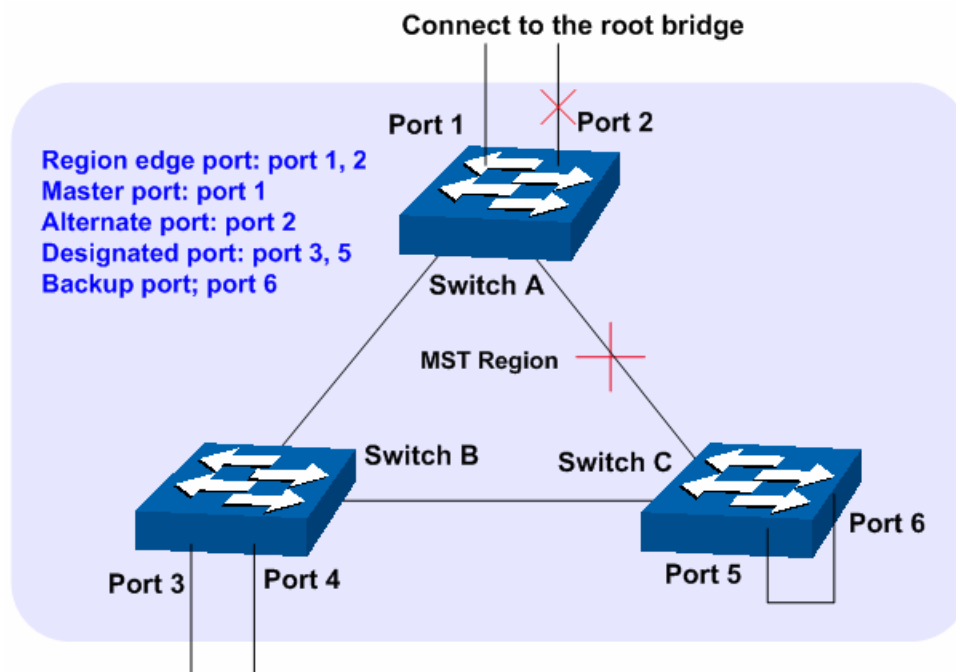 Connect to the root bridge
Port 1
Port 2
Region edge port: port 1, 2
Master port: port 1
Alternate port: port 2
Designated port: port 3, 5
Backup port; port 6
Switch A
MST Region
Switch B
Switch C
Port 6
Port 5
Port 3
Port 4